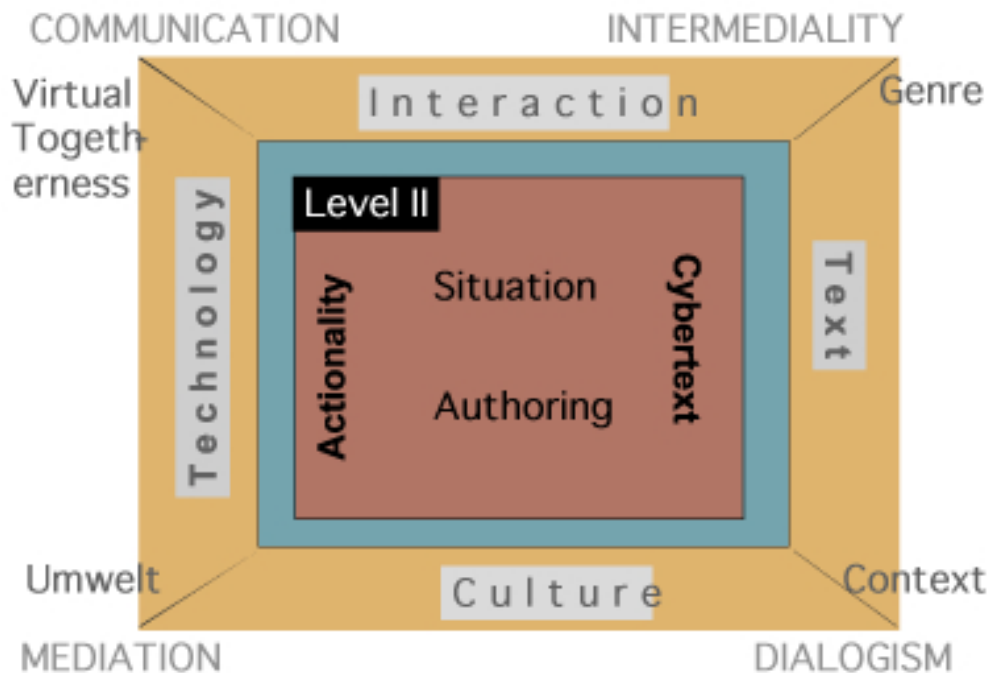 COMMUNICATION
INTERMEDIALITY
Virtual
Togeth
erness
Interaction
Genre
Technology
Level II
Actionality
Situation
Authoring
Cybertext
Text
Umwelt
Culture
Context
MEDIATION
DIALOGISM